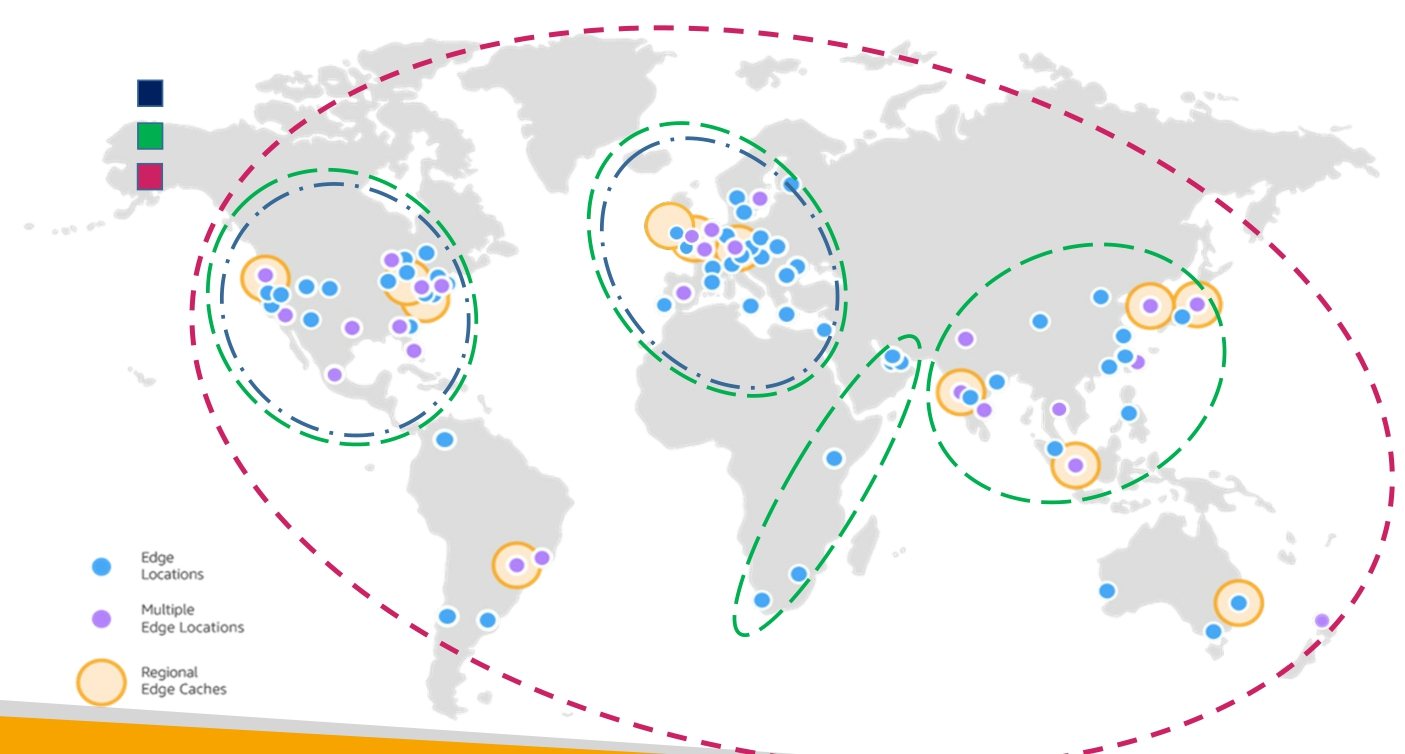 Edge
Locations
Multiple
Edge Locations
Regional
Edge Caches